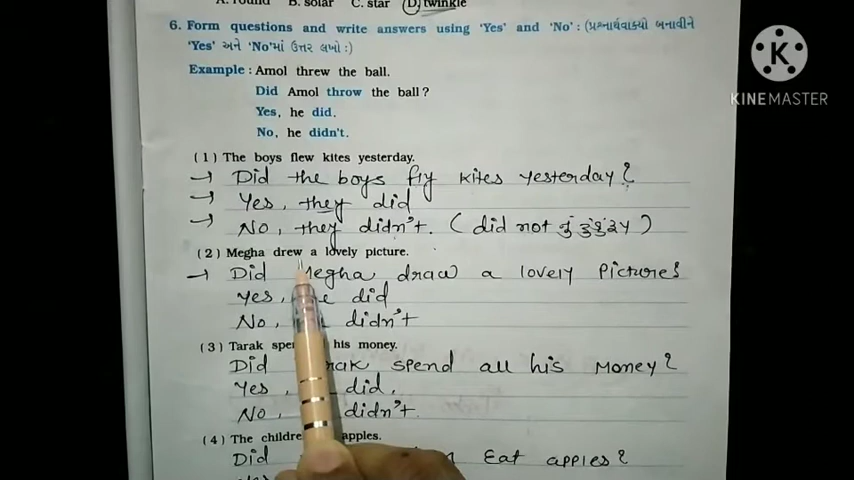 A. round B. solar C. star D. twinkle
6. Form questions and write answers using 'Yes' and 'No' : (પ્રશ્નાર્થવાક્યો બનાવીને
'Yes' અને 'No'માં ઉત્તર લખો :)
Example : Amol threw the ball.
Did Amol throw the ball?
Yes, he did.
No, he didn't.
(1) The boys flew kites yesterday.
→ Did the boys fly kites yesterday?
→ Yes, they did
→ No, they didn't. (did not નું ટુંકુંરૂપ)
(2) Megha drew a lovely picture.
→ Did Megha draw a lovely picture?
Yes, did
No, didn't
(3) Tarak his money.
Did spend all his money?
Yes, did.
No, didn't.
(4) The apples.
Did Eat apples?
KINEMASTER